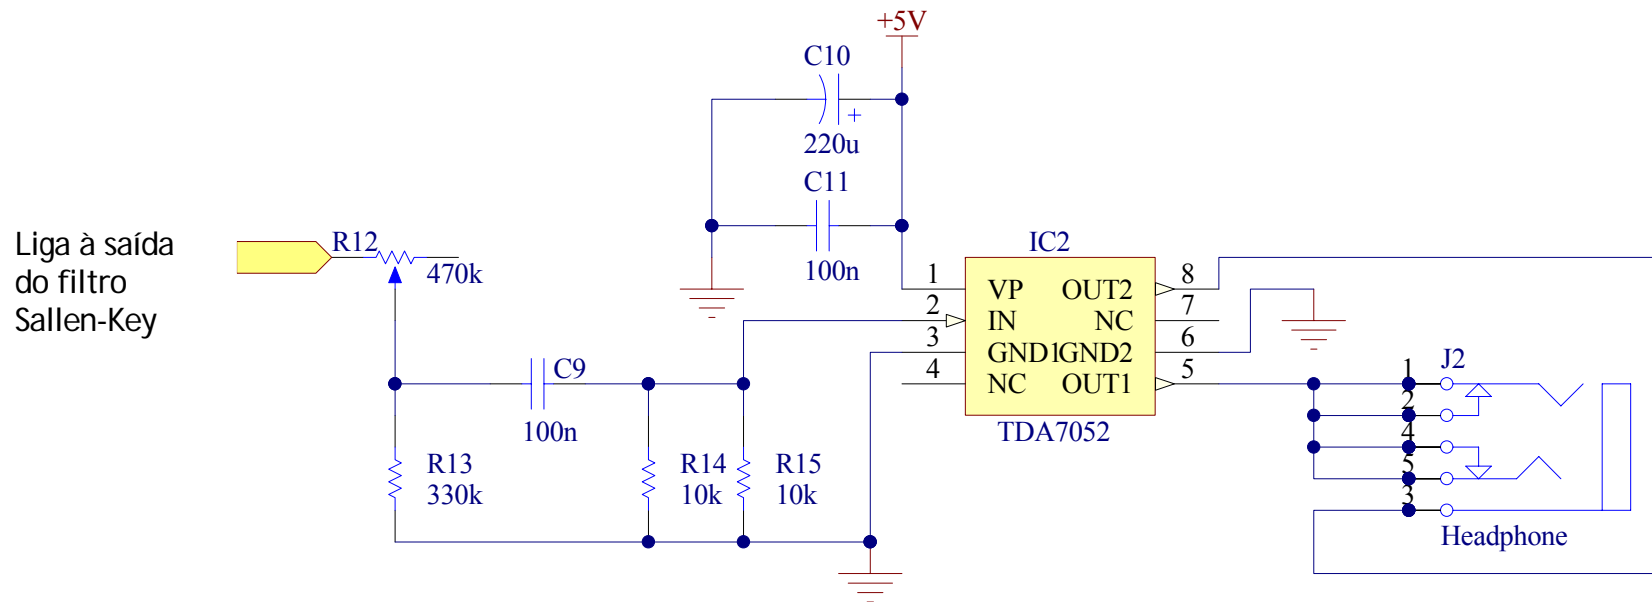 +5V
C10
220u
C11
100n
Liga à saída
do filtro
Sallen-Key
R12
470k
C9
100n
R13
330k
R14
10k
R15
10k
IC2
1 VP OUT2 8
2 IN NC 7
3 GND1 GND2 6
4 NC OUT1 5
TDA7052
J2
1
2
4
5
3
Headphone